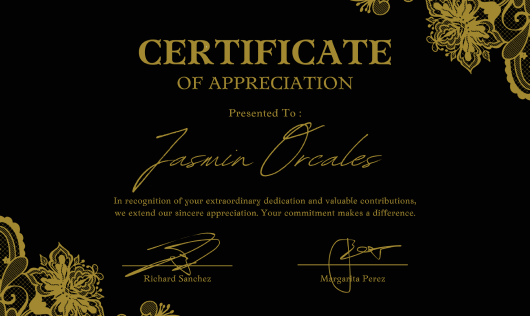 CERTIFICATE
OF APPRECIATION
Presented To :
Jasmin Orcales
In recognition of your extraordinary dedication and valuable contributions,
we extend our sincere appreciation. Your commitment makes a difference.
Richard Sanchez
Margarita Perez